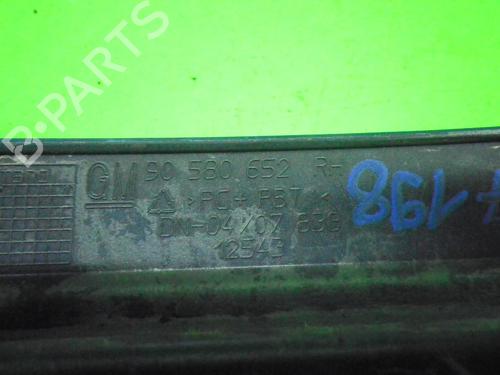 B-PARTS
GM 90 580 652 RH
>PC+PBT<
DN-04/07 839
12543
198